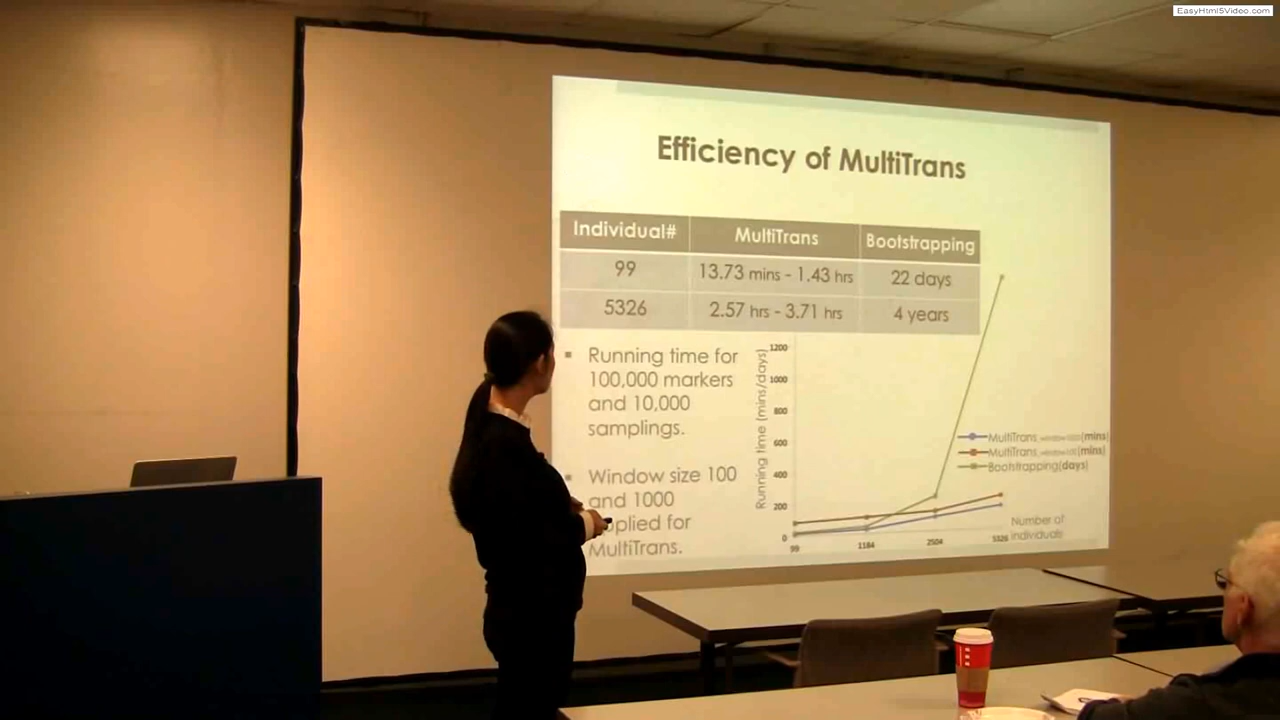 EasyHtml5Video.com
Efficiency of MultiTrans
Individual# MultiTrans Bootstrapping
99 13.73 mins - 1.43 hrs 22 days
5326 2.57 hrs - 3.71 hrs 4 years
▪ Running time for
100,000 markers
and 10,000
samplings.
▪ Window size 100
and 1000
applied for
MultiTrans.
Running time (mins/days)
1200
1000
800
600
400
200
0
99 1184 2504 5326
Number of
individuals
MultiTrans (mins)
MultiTrans (mins)
Bootstrapping(days)